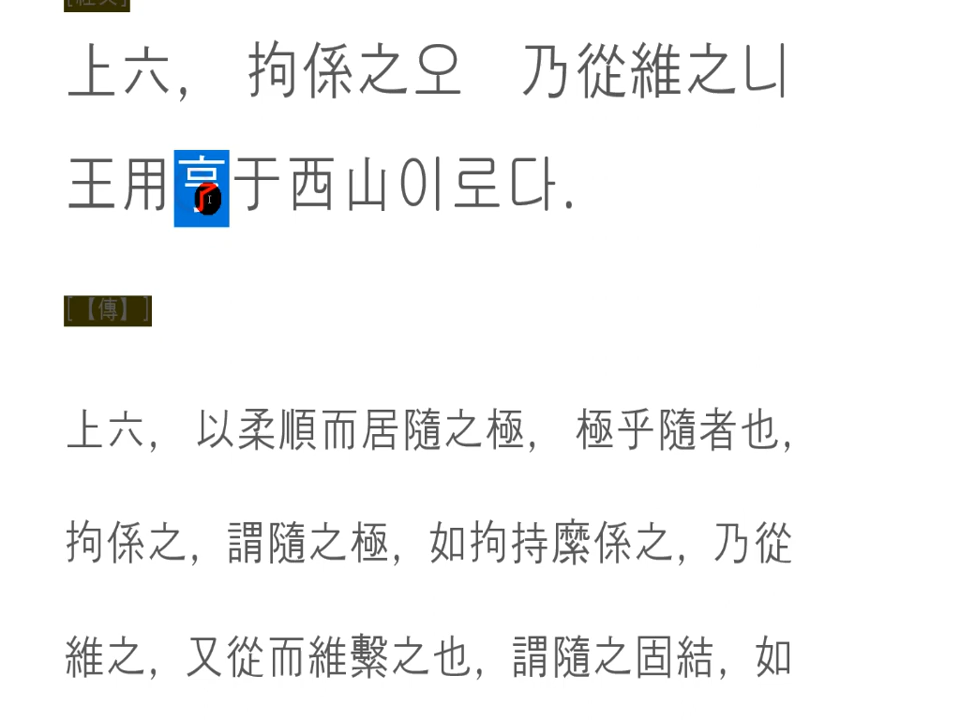 上六, 拘係之오 乃從維之니
王用亨于西山이로다.
[【傳】]
上六, 以柔順而居隨之極, 極乎隨者也,
拘係之, 謂隨之極, 如拘持縻係之, 乃從
維之, 又從而維繫之也, 謂隨之固結, 如